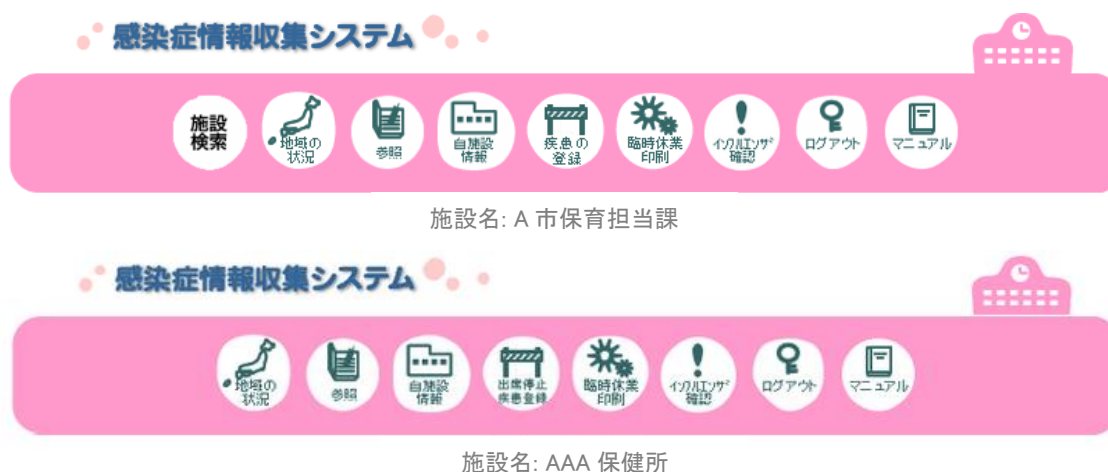 感染症情報収集システム
施設
検索
地域の
状況
参照
自施設
情報
疾患の
登録
臨時休業
印刷
インフルエンザ
確認
ログアウト
マニュアル
施設名: A 市保育担当課
感染症情報収集システム
地域の
状況
参照
自施設
情報
出席停止
疾患登録
臨時休業
印刷
インフルエンザ
確認
ログアウト
マニュアル
施設名: AAA 保健所